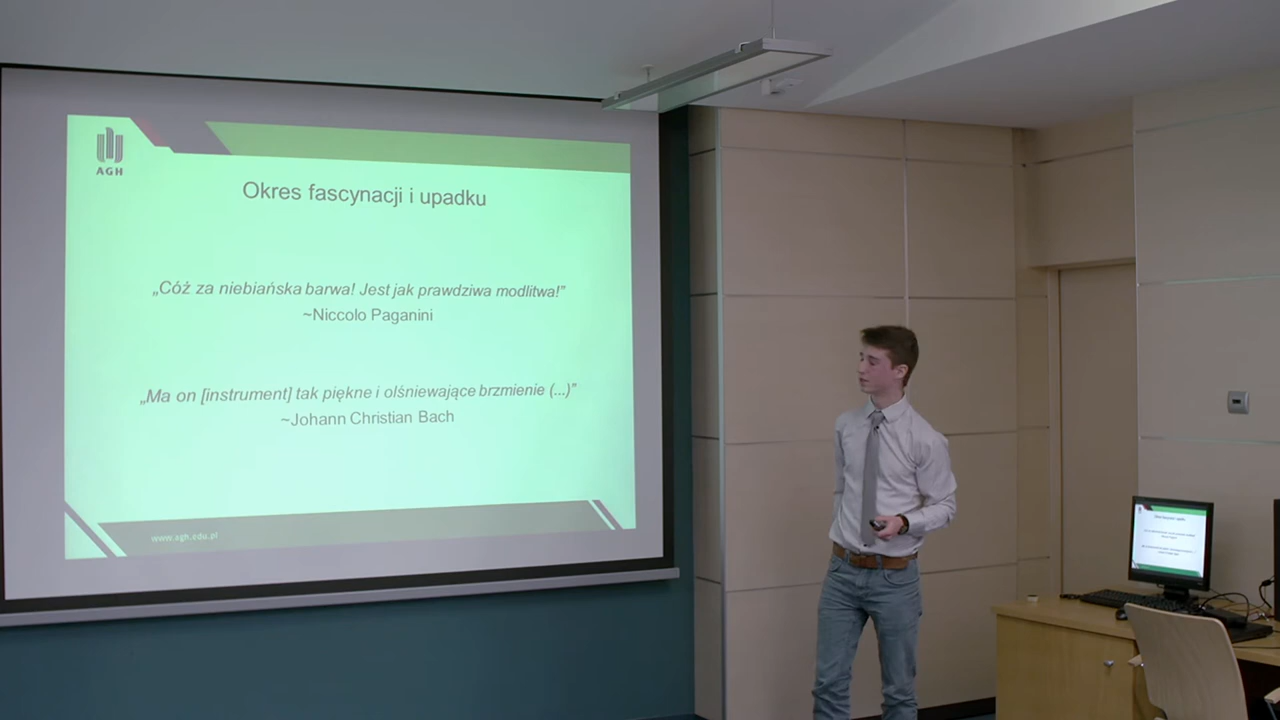 AGH
Okres fascynacji i upadku
„Cóż za niebiańska barwa! Jest jak prawdziwa modlitwa!”
~Niccolo Paganini
„Ma on [instrument] tak piękne i olśniewające brzmienie (...)”
~Johann Christian Bach
www.agh.edu.pl